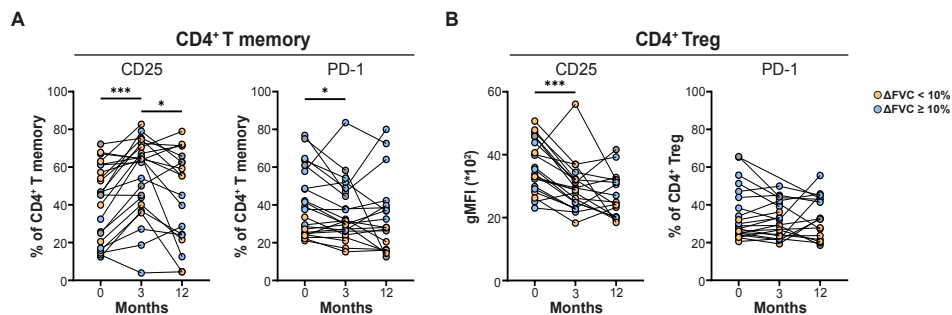 A
CD4⁺ T memory
CD25
PD-1
% of CD4⁺ T memory
100
80
60
40
20
0
***
*
0 3 12
Months
% of CD4⁺ T memory
100
80
60
40
20
0
*
0 3 12
Months
B
CD4⁺ Treg
CD25
PD-1
gMFI (*10²)
60
40
20
0
***
0 3 12
Months
% of CD4⁺ Treg
100
80
60
40
20
0
0 3 12
Months
ΔFVC < 10%
ΔFVC ≥ 10%